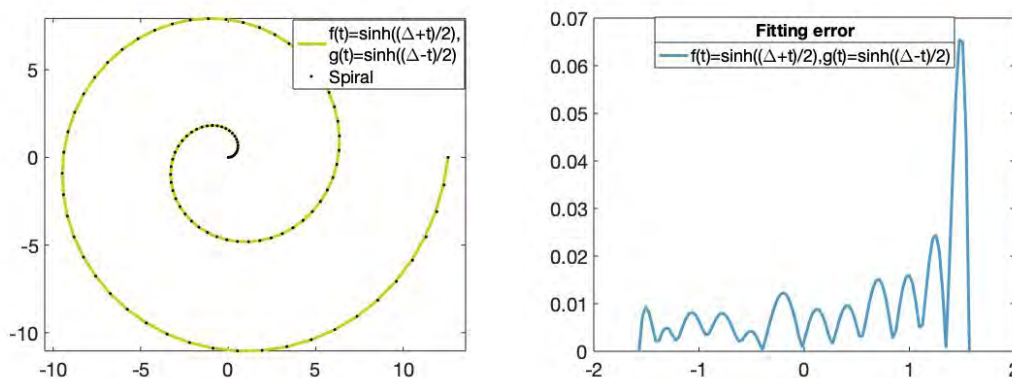 f(t)=sinh((Δ+t)/2),
g(t)=sinh((Δ-t)/2)
Spiral
5
0
-5
-10
-10 -5 0 5 10
Fitting error
f(t)=sinh((Δ+t)/2),g(t)=sinh((Δ-t)/2)
0.07
0.06
0.05
0.04
0.03
0.02
0.01
0
-2 -1 0 1 2